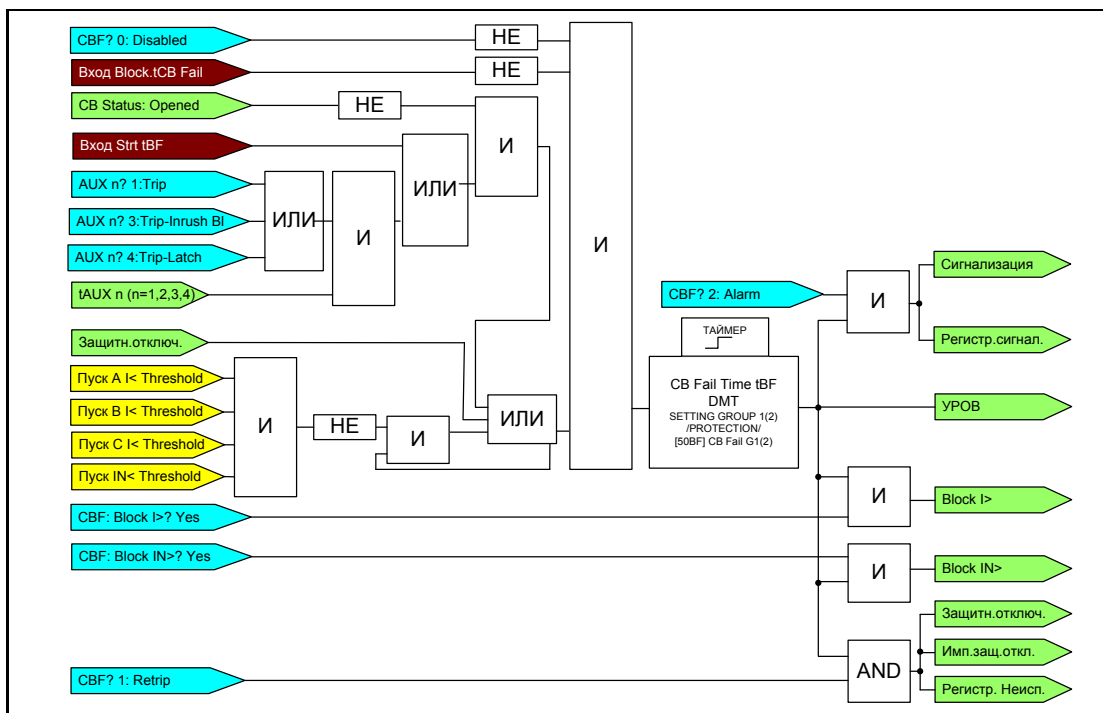 CBF? 0: Disabled
НЕ
Вход Block.tCB Fail
НЕ
CB Status: Opened
НЕ
И
Вход Strt tBF
ИЛИ
AUX n? 1:Trip
ИЛИ
И
AUX n? 3:Trip-Inrush Bl
AUX n? 4:Trip-Latch
tAUX n (n=1,2,3,4)
И
Защитн.отключ.
Пуск A I< Threshold
Пуск B I< Threshold
Пуск C I< Threshold
Пуск IN< Threshold
И
НЕ
И
ИЛИ
CBF? 2: Alarm
ТАЙМЕР
CB Fail Time tBF
DMT
SETTING GROUP 1(2)
/PROTECTION/
[50BF] CB Fail G1(2)
И
Сигнализация
Регистр.сигнал.
УРОВ
CBF: Block I>? Yes
И
Block I>
CBF: Block IN>? Yes
И
Block IN>
CBF? 1: Retrip
AND
Защитн.отключ.
Имп.защ.откл.
Регистр. Неисп.